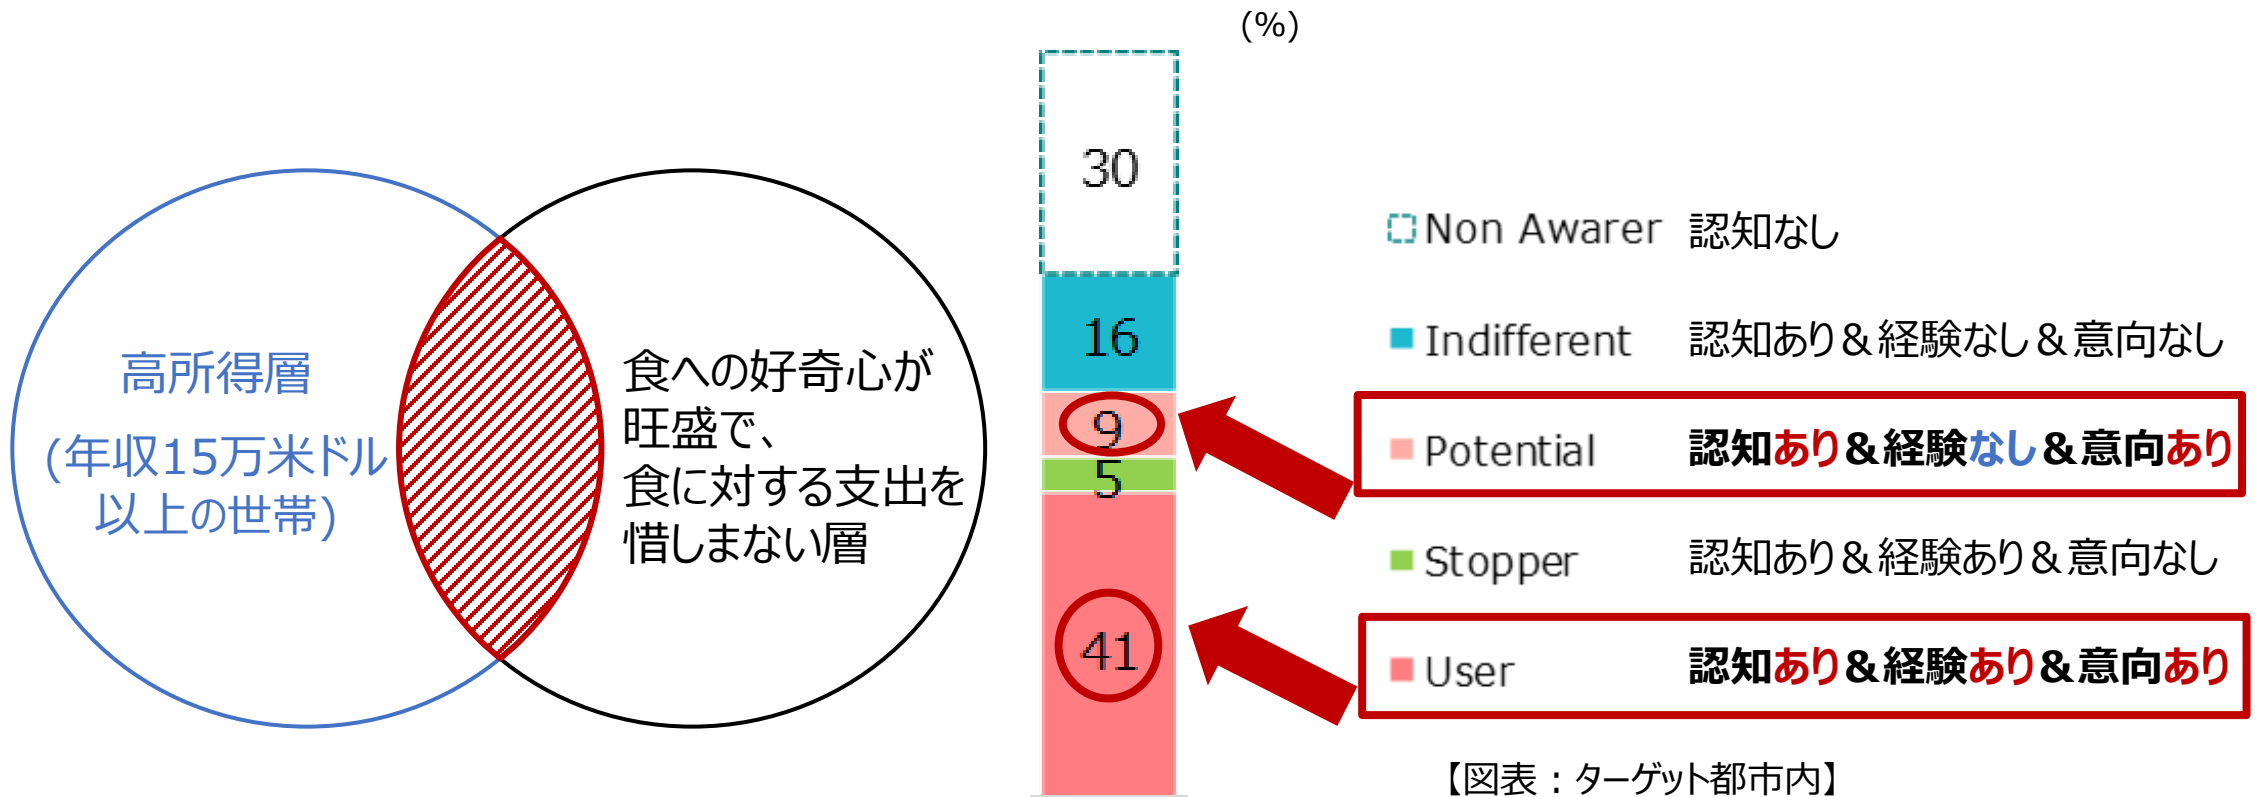 高所得層
(年収15万米ドル
以上の世帯)
食への好奇心が
旺盛で、
食に対する支出を
惜しまない層
(%)
30
16
9
5
41
Non Awarer 認知なし
Indifferent 認知あり＆経験なし＆意向なし
Potential 認知あり＆経験なし＆意向あり
Stopper 認知あり＆経験あり＆意向なし
User 認知あり＆経験あり＆意向あり
【図表：ターゲット都市内】